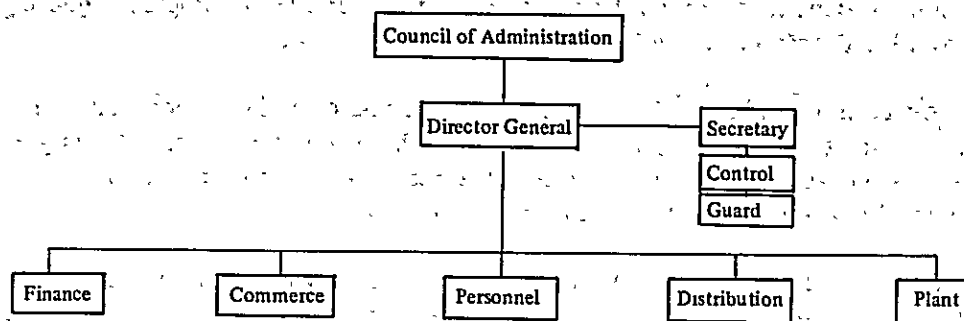 Council of Administration
Director General
Secretary
Control
Guard
Finance
Commerce
Personnel
Distribution
Plant